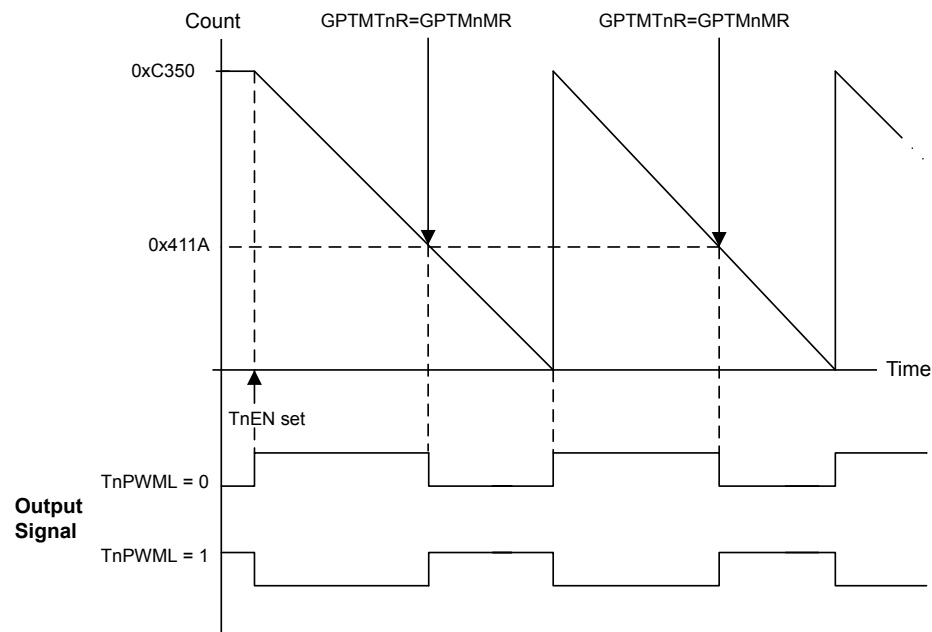 Count
GPTMTnR=GPTMnMR
GPTMTnR=GPTMnMR
0xC350
0x411A
Time
TnEN set
TnPWML = 0
Output
Signal
TnPWML = 1